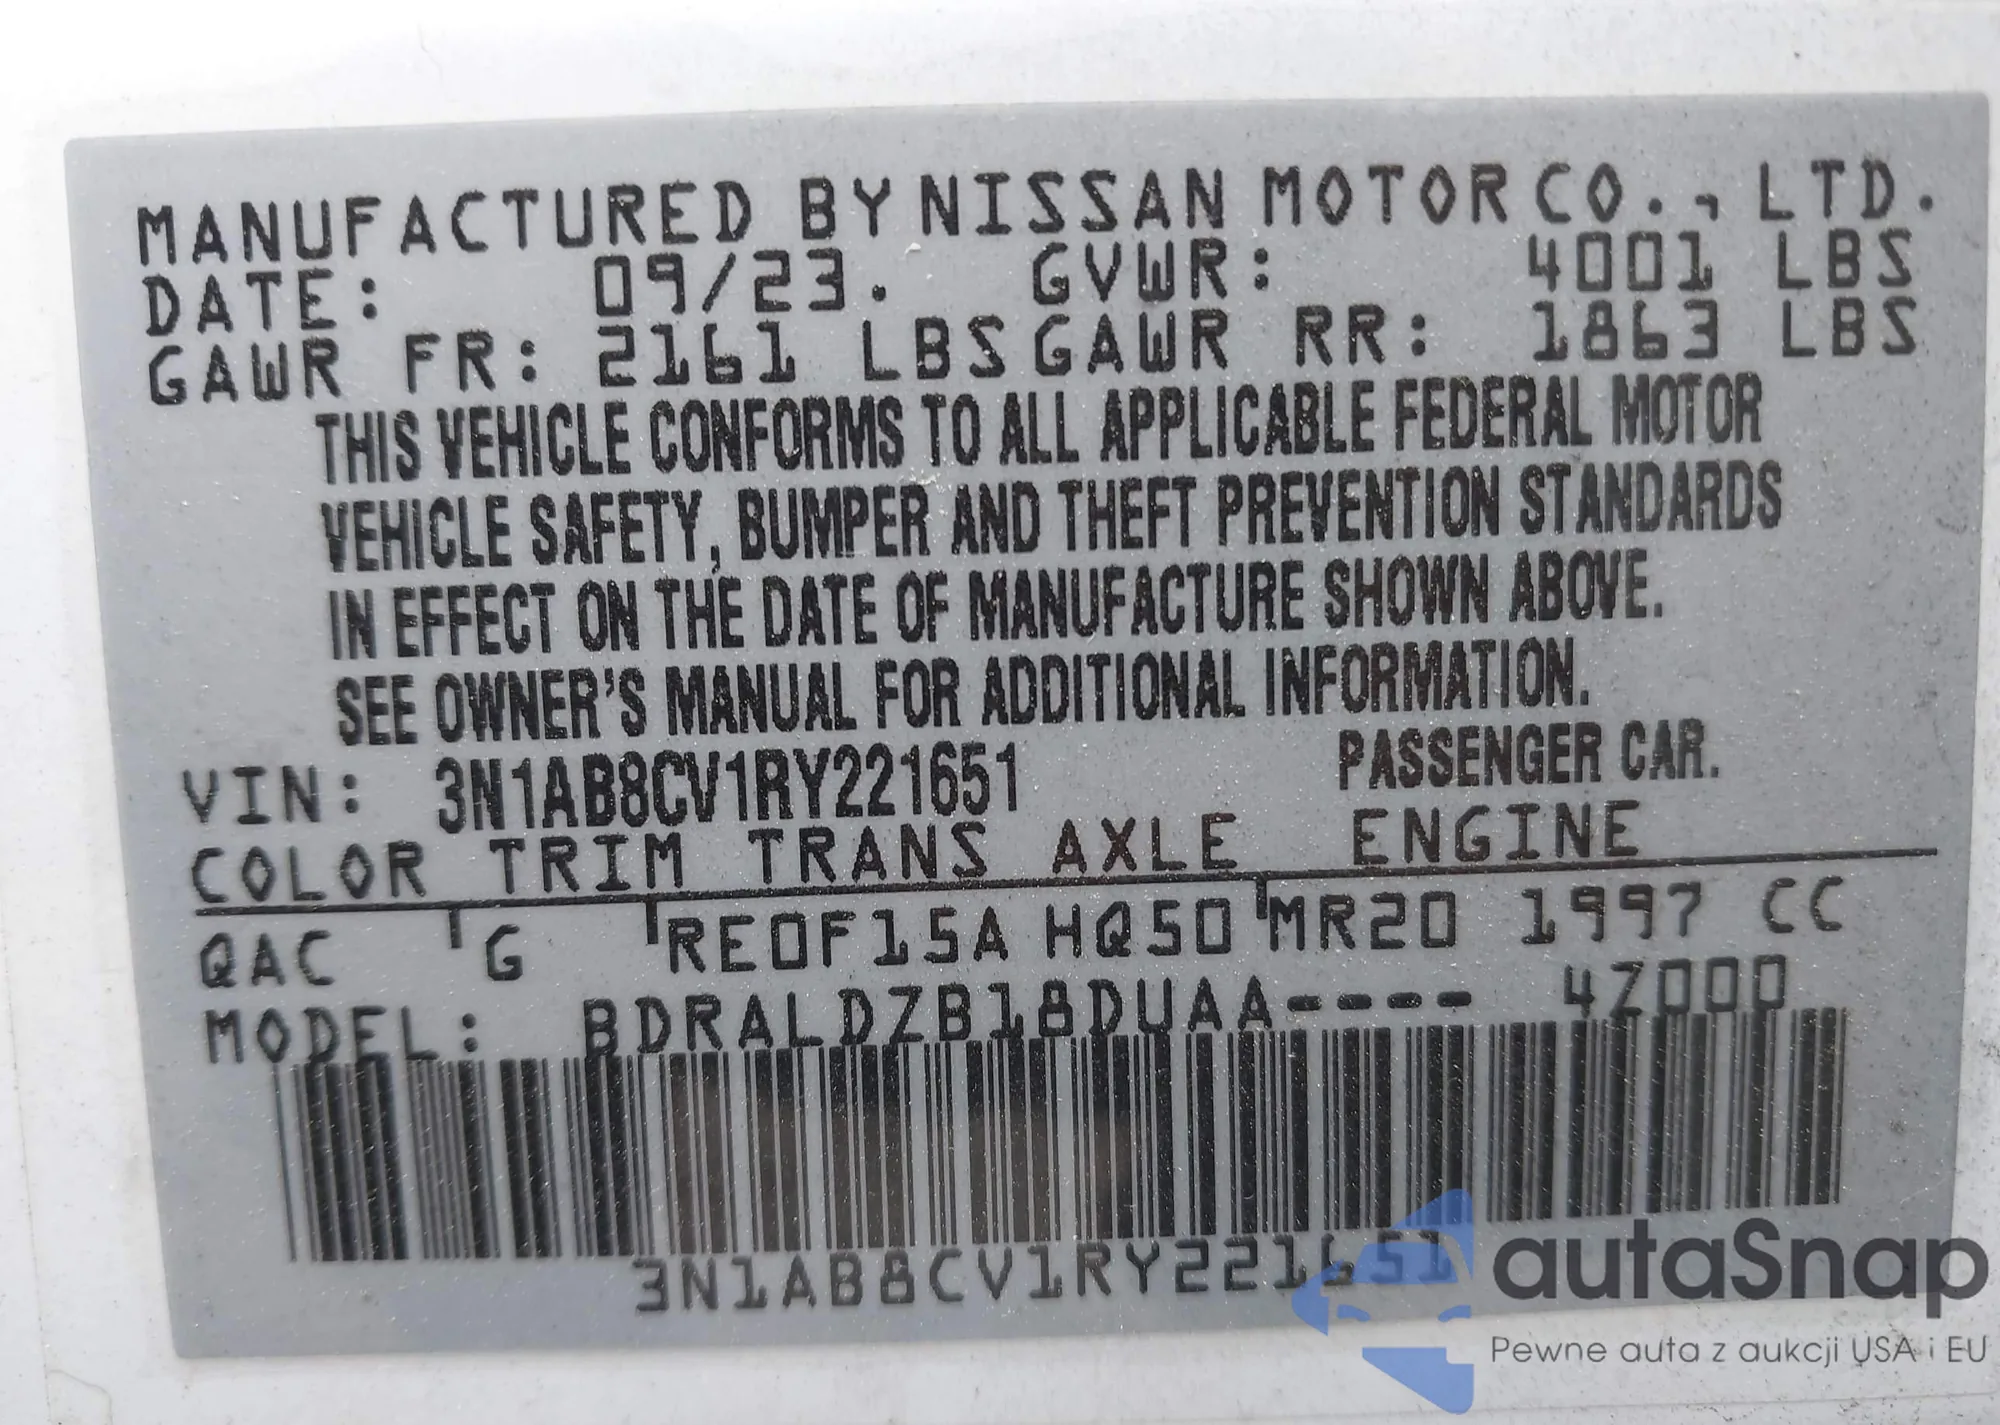 MANUFACTURED BY NISSAN MOTOR CO., LTD.
DATE: 09/23. GVWR: 4001 LBS
GAWR FR: 2161 LBS GAWR RR: 1863 LBS
THIS VEHICLE CONFORMS TO ALL APPLICABLE FEDERAL MOTOR
VEHICLE SAFETY, BUMPER AND THEFT PREVENTION STANDARDS
IN EFFECT ON THE DATE OF MANUFACTURE SHOWN ABOVE.
SEE OWNER'S MANUAL FOR ADDITIONAL INFORMATION.
VIN: 3N1AB8CV1RY221651 PASSENGER CAR.
COLOR TRIM TRANS AXLE ENGINE
QAC G RE0F15A HQ50 MR20 1997 CC
MODEL: BDRALDZB18DUAA---- 4Z000
3N1AB8CV1RY221651
autaSnap
Pewne auta z aukcji USA i EU